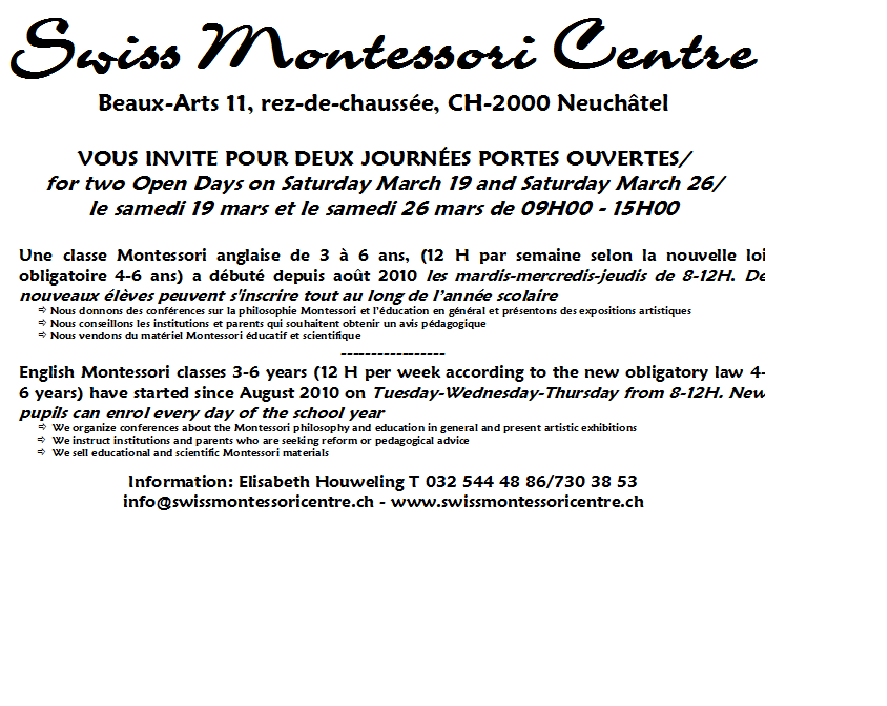 Swiss Montessori Centre
Beaux-Arts 11, rez-de-chaussée, CH-2000 Neuchâtel
VOUS INVITE POUR DEUX JOURNÉES PORTES OUVERTES/
for two Open Days on Saturday March 19 and Saturday March 26/
le samedi 19 mars et le samedi 26 mars de 09H00 - 15H00
Une classe Montessori anglaise de 3 à 6 ans, (12 H par semaine selon la nouvelle loi
obligatoire 4-6 ans) a débuté depuis août 2010 les mardis-mercredis-jeudis de 8-12H. De
nouveaux élèves peuvent s'inscrire tout au long de l'année scolaire
➩ Nous donnons des conférences sur la philosophie Montessori et l'éducation en général et présentons des expositions artistiques
➩ Nous conseillons les institutions et parents qui souhaitent obtenir un avis pédagogique
➩ Nous vendons du matériel Montessori éducatif et scientifique
-----------------
English Montessori classes 3-6 years (12 H per week according to the new obligatory law 4-
6 years) have started since August 2010 on Tuesday-Wednesday-Thursday from 8-12H. New
pupils can enrol every day of the school year
➩ We organize conferences about the Montessori philosophy and education in general and present artistic exhibitions
➩ We instruct institutions and parents who are seeking reform or pedagogical advice
➩ We sell educational and scientific Montessori materials
Information: Elisabeth Houweling T 032 544 48 86/730 38 53
info@swissmontessoricentre.ch - www.swissmontessoricentre.ch